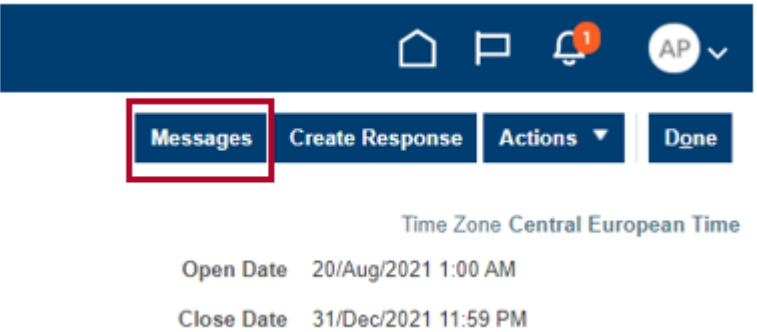 1
AP
Messages Create Response Actions Done
Time Zone Central European Time
Open Date 20/Aug/2021 1:00 AM
Close Date 31/Dec/2021 11:59 PM